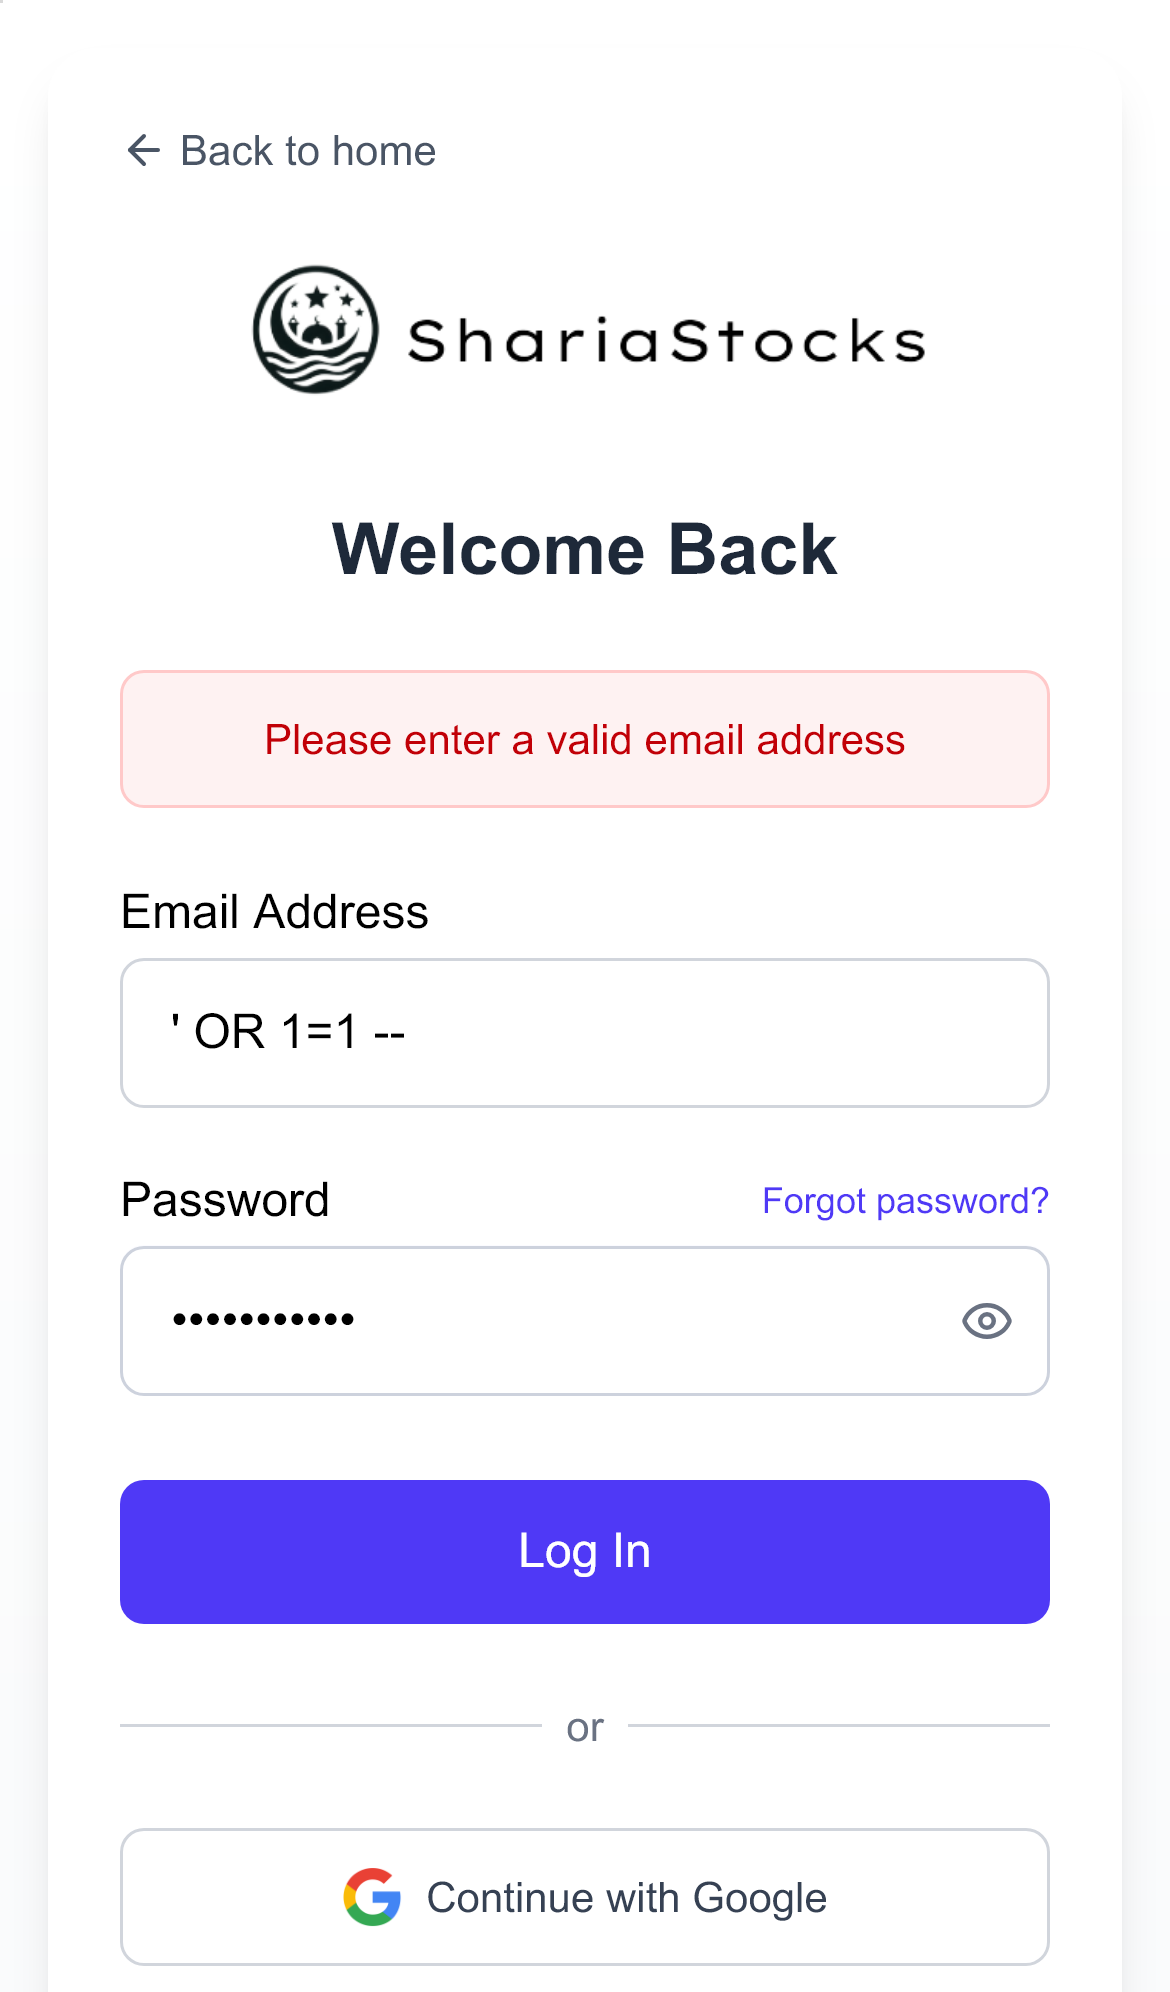 Back to home
ShariaStocks
Welcome Back
Please enter a valid email address
Email Address
' OR 1=1 --
Password
Forgot password?
•••••••••••
Log In
or
Continue with Google